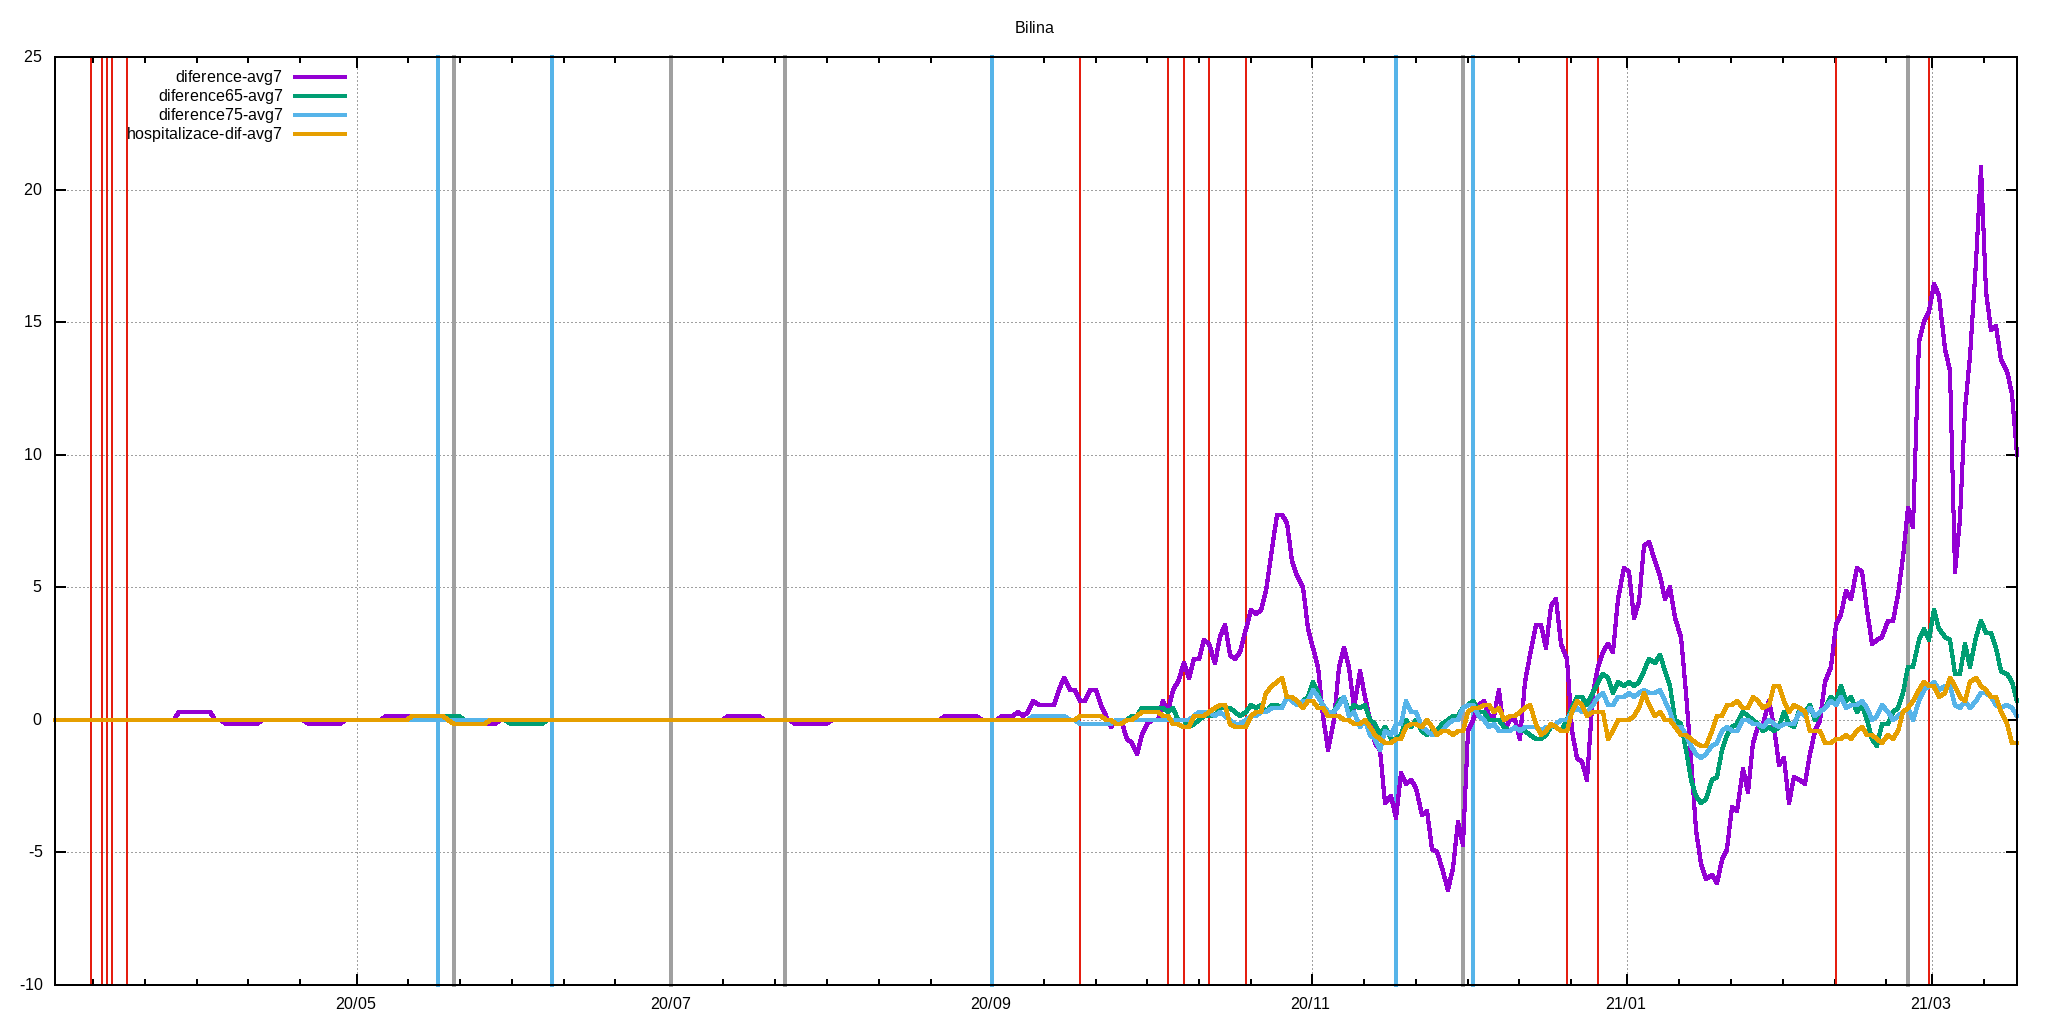 Bilina
25
diference-avg7
diference65-avg7
diference75-avg7
hospitalizace-dif-avg7
20
15
10
5
0
-5
-10
20/05 20/07 20/09 20/11 21/01 21/03